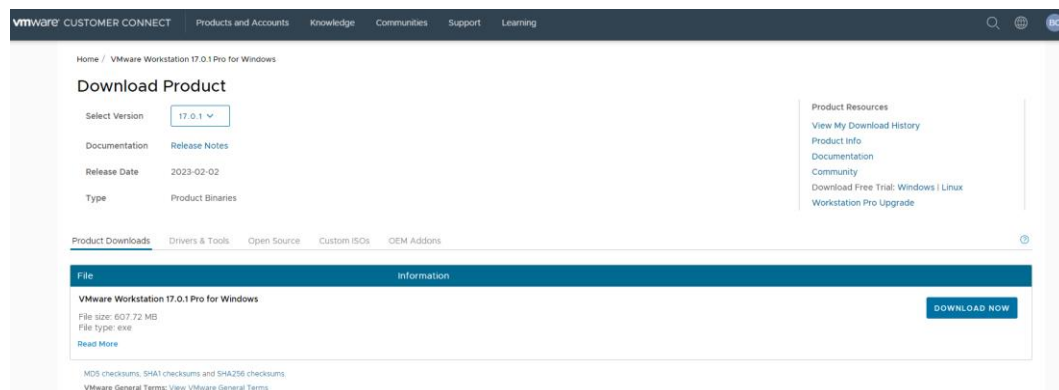 vmware CUSTOMER CONNECT Products and Accounts Knowledge Communities Support Learning
Home / VMware Workstation 17.0.1 Pro for Windows
Download Product
Select Version 17.0.1
Documentation Release Notes
Release Date 2023-02-02
Type Product Binaries
Product Resources
View My Download History
Product Info
Documentation
Community
Download Free Trial: Windows | Linux
Workstation Pro Upgrade
Product Downloads Drivers & Tools Open Source Custom ISOs OEM Addons
File Information
VMware Workstation 17.0.1 Pro for Windows
File size: 607.72 MB
File type: exe
Read More
DOWNLOAD NOW
MD5 checksums, SHA1 checksums and SHA256 checksums
VMware General Terms: View VMware General Terms